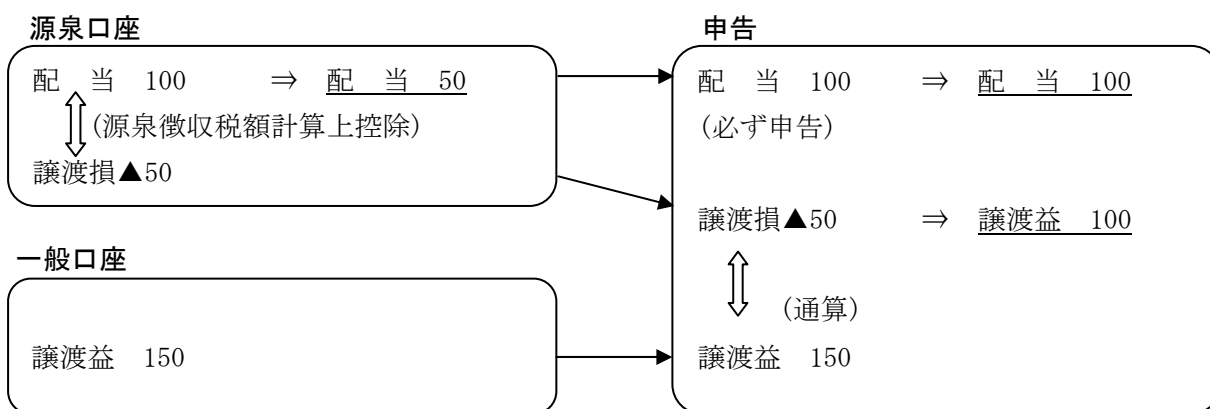 源泉口座
配　当　100　⇒　配　当　50
(源泉徴収税額計算上控除)
譲渡損▲50
一般口座
譲渡益　150
申告
配　当　100　⇒　配　当　100
(必ず申告)
譲渡損▲50　⇒　譲渡益　100
(通算)
譲渡益　150